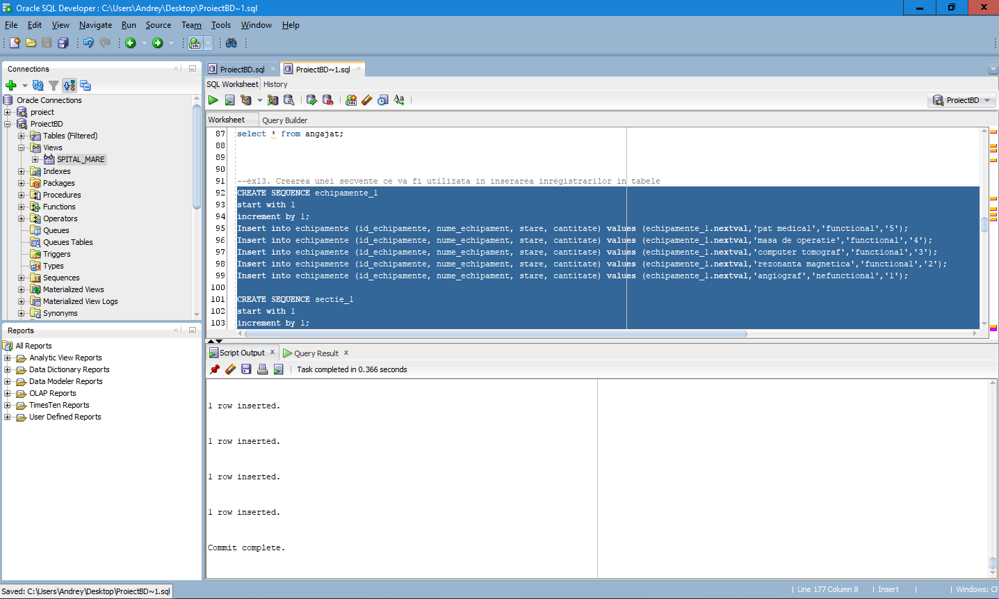 Oracle SQL Developer : C:\Users\Andrey\Desktop\ProiectBD~1.sql
File Edit View Navigate Run Source Team Tools Window Help
Connections
Oracle Connections
proiect
ProiectBD
Tables (Filtered)
Views
SPITAL_MARE
Indexes
Packages
Procedures
Functions
Operators
Queues
Queues Tables
Triggers
Types
Sequences
Materialized Views
Materialized View Logs
Synonyms
Reports
All Reports
Analytic View Reports
Data Dictionary Reports
Data Modeler Reports
OLAP Reports
TimesTen Reports
User Defined Reports
ProiectBD.sql ProiectBD~1.sql
SQL Worksheet History
ProiectBD
Worksheet Query Builder
87 select * from angajat;
88
89
90
91 --ex13. Crearea unei secvente ce va fi utilizata in inserarea inregistrarilor in tabele
92 CREATE SEQUENCE echipamente_1
93 start with 1
94 increment by 1;
95 Insert into echipamente (id_echipamente, nume_echipament, stare, cantitate) values (echipamente_1.nextval,'pat medical','functional','5');
96 Insert into echipamente (id_echipamente, nume_echipament, stare, cantitate) values (echipamente_1.nextval,'masa de operatie','functional','4');
97 Insert into echipamente (id_echipamente, nume_echipament, stare, cantitate) values (echipamente_1.nextval,'computer tomograf','functional','3');
98 Insert into echipamente (id_echipamente, nume_echipament, stare, cantitate) values (echipamente_1.nextval,'rezonanta magnetica','functional','2');
99 Insert into echipamente (id_echipamente, nume_echipament, stare, cantitate) values (echipamente_1.nextval,'angiograf','nefunctional','1');
100
101 CREATE SEQUENCE sectie_1
102 start with 1
103 increment by 1;
Script Output Query Result
Task completed in 0.366 seconds
1 row inserted.
1 row inserted.
1 row inserted.
1 row inserted.
Commit complete.
Saved: C:\Users\Andrey\Desktop\ProiectBD~1.sql
Line 177 Column 8 Insert Windows: CF